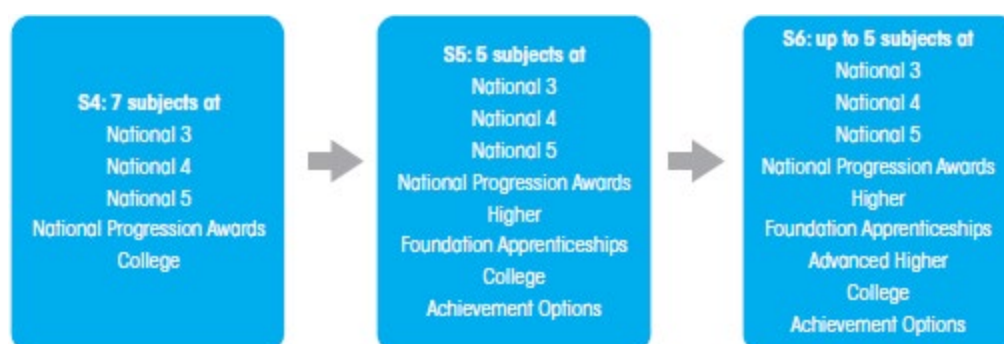 S4: 7 subjects at
National 3
National 4
National 5
National Progression Awards
College
S5: 5 subjects at
National 3
National 4
National 5
National Progression Awards
Higher
Foundation Apprenticeships
College
Achievement Options
S6: up to 5 subjects at
National 3
National 4
National 5
National Progression Awards
Higher
Foundation Apprenticeships
Advanced Higher
College
Achievement Options